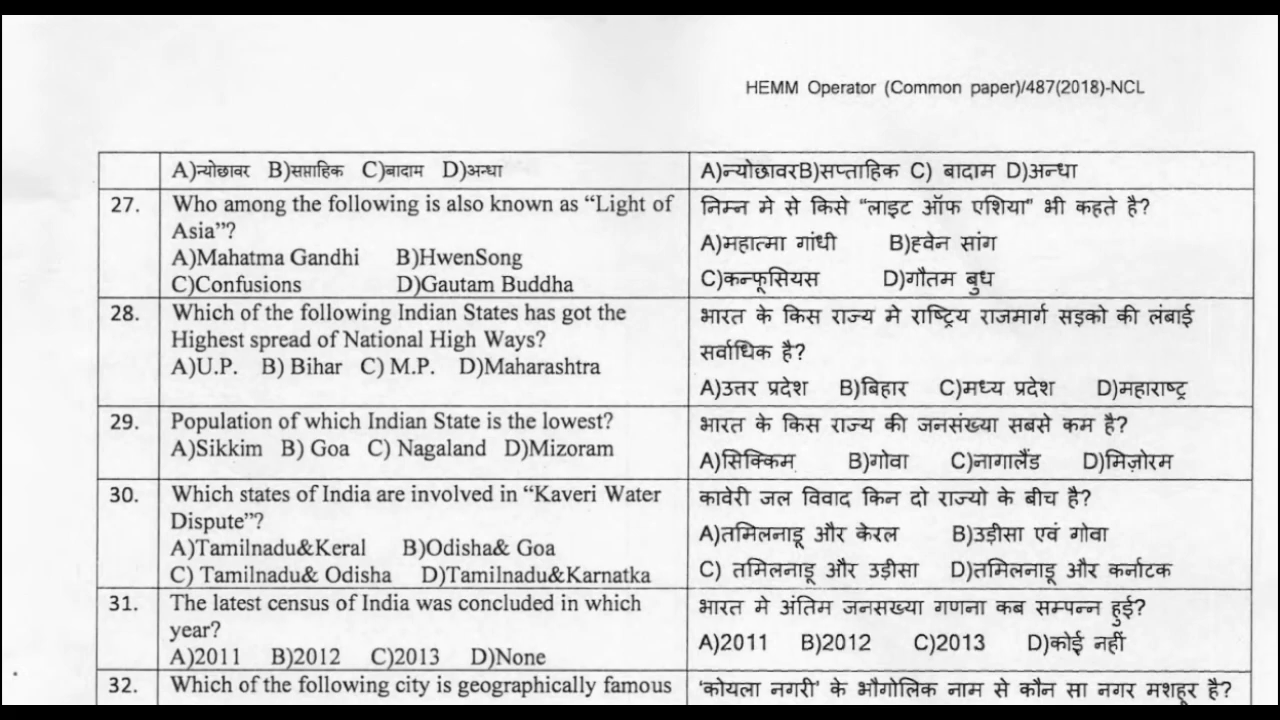 HEMM Operator (Common paper)/487(2018)-NCL
A)न्योछावर B)सप्ताहिक C)बादाम D)अन्धा
A)न्योछावरB)सप्ताहिक C) बादाम D)अन्धा
27.
Who among the following is also known as “Light of
Asia”?
A)Mahatma Gandhi B)HwenSong
C)Confusions D)Gautam Buddha
निम्न मे से किसे “लाइट ऑफ एशिया” भी कहते है?
A)महात्मा गांधी B)ह्वेन सांग
C)कन्फूसियस D)गौतम बुध
28.
Which of the following Indian States has got the
Highest spread of National High Ways?
A)U.P. B) Bihar C) M.P. D)Maharashtra
भारत के किस राज्य मे राष्ट्रिय राजमार्ग सड़को की लंबाई
सर्वाधिक है?
A)उत्तर प्रदेश B)बिहार C)मध्य प्रदेश D)महाराष्ट्र
29.
Population of which Indian State is the lowest?
A)Sikkim B) Goa C) Nagaland D)Mizoram
भारत के किस राज्य की जनसंख्या सबसे कम है?
A)सिक्किम B)गोवा C)नागालैंड D)मिज़ोरम
30.
Which states of India are involved in “Kaveri Water
Dispute”?
A)Tamilnadu&Keral B)Odisha& Goa
C) Tamilnadu& Odisha D)Tamilnadu&Karnatka
कावेरी जल विवाद किन दो राज्यो के बीच है?
A)तमिलनाडू और केरल B)उड़ीसा एवं गोवा
C) तमिलनाडू और उड़ीसा D)तमिलनाडू और कर्नाटक
31.
The latest census of India was concluded in which
year?
A)2011 B)2012 C)2013 D)None
भारत मे अंतिम जनसख्या गणना कब सम्पन्न हुई?
A)2011 B)2012 C)2013 D)कोई नहीं
32.
Which of the following city is geographically famous
‘कोयला नगरी’ के भौगोलिक नाम से कौन सा नगर मशहूर है?